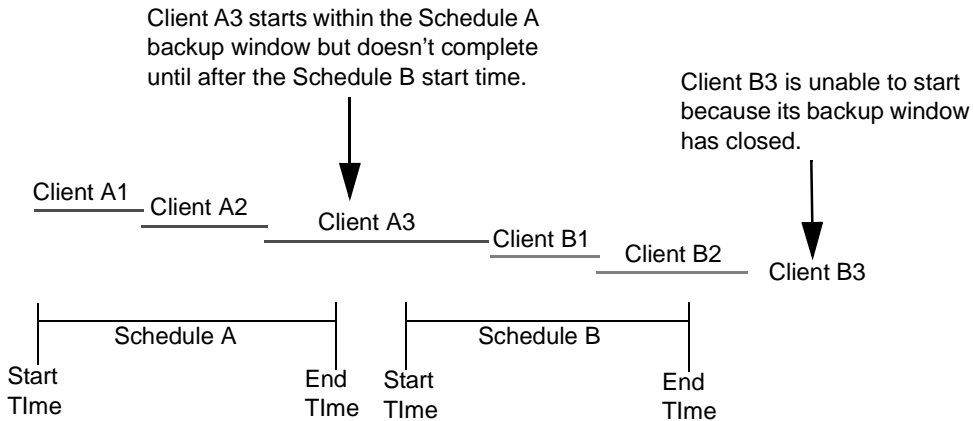 Client A3 starts within the Schedule A
backup window but doesn't complete
until after the Schedule B start time.
Client B3 is unable to start
because its backup window
has closed.
Client A1
Client A2
Client A3
Client B1
Client B2
Client B3
Schedule A
Schedule B
Start
TIme
End
TIme
Start
TIme
End
TIme